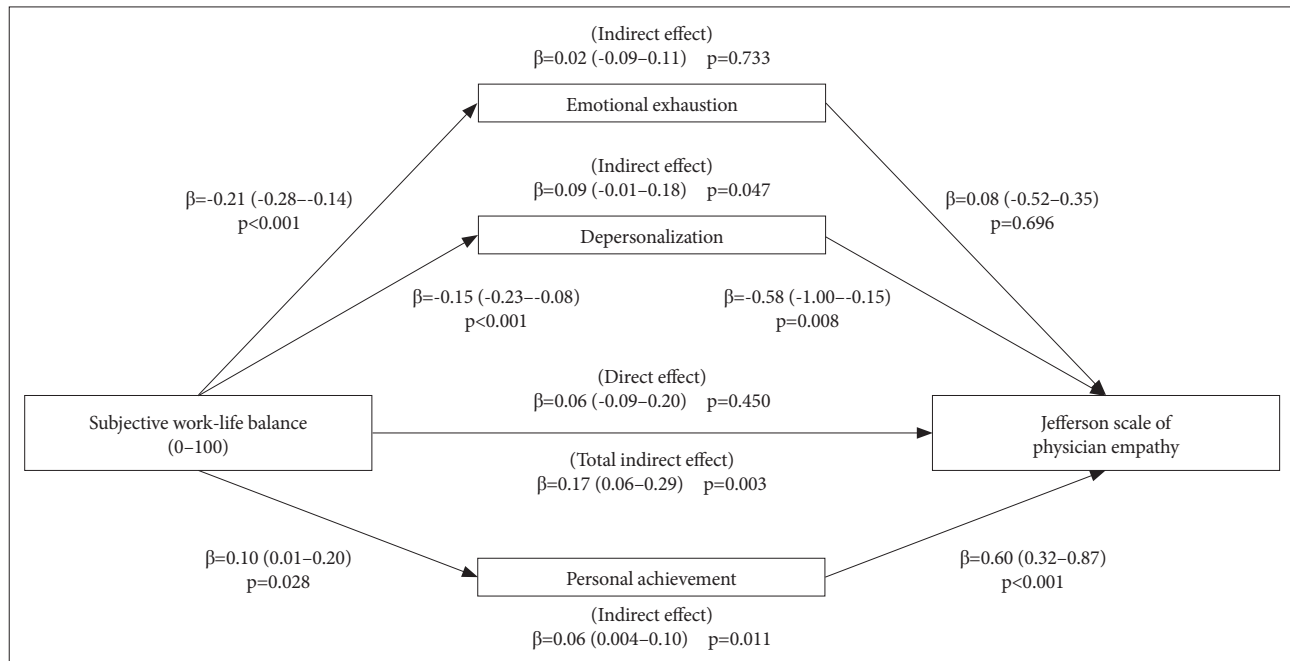 (Indirect effect)
β=0.02 (-0.09–0.11) p=0.733
Emotional exhaustion
(Indirect effect)
β=0.09 (-0.01–0.18) p=0.047
Depersonalization
β=-0.21 (-0.28–-0.14)
p<0.001
β=0.08 (-0.52–0.35)
p=0.696
β=-0.15 (-0.23–-0.08)
p<0.001
β=-0.58 (-1.00–-0.15)
p=0.008
(Direct effect)
β=0.06 (-0.09–0.20) p=0.450
Subjective work-life balance
(0–100)
Jefferson scale of
physician empathy
(Total indirect effect)
β=0.17 (0.06–0.29) p=0.003
β=0.10 (0.01–0.20)
p=0.028
Personal achievement
β=0.60 (0.32–0.87)
p<0.001
(Indirect effect)
β=0.06 (0.004–0.10) p=0.011